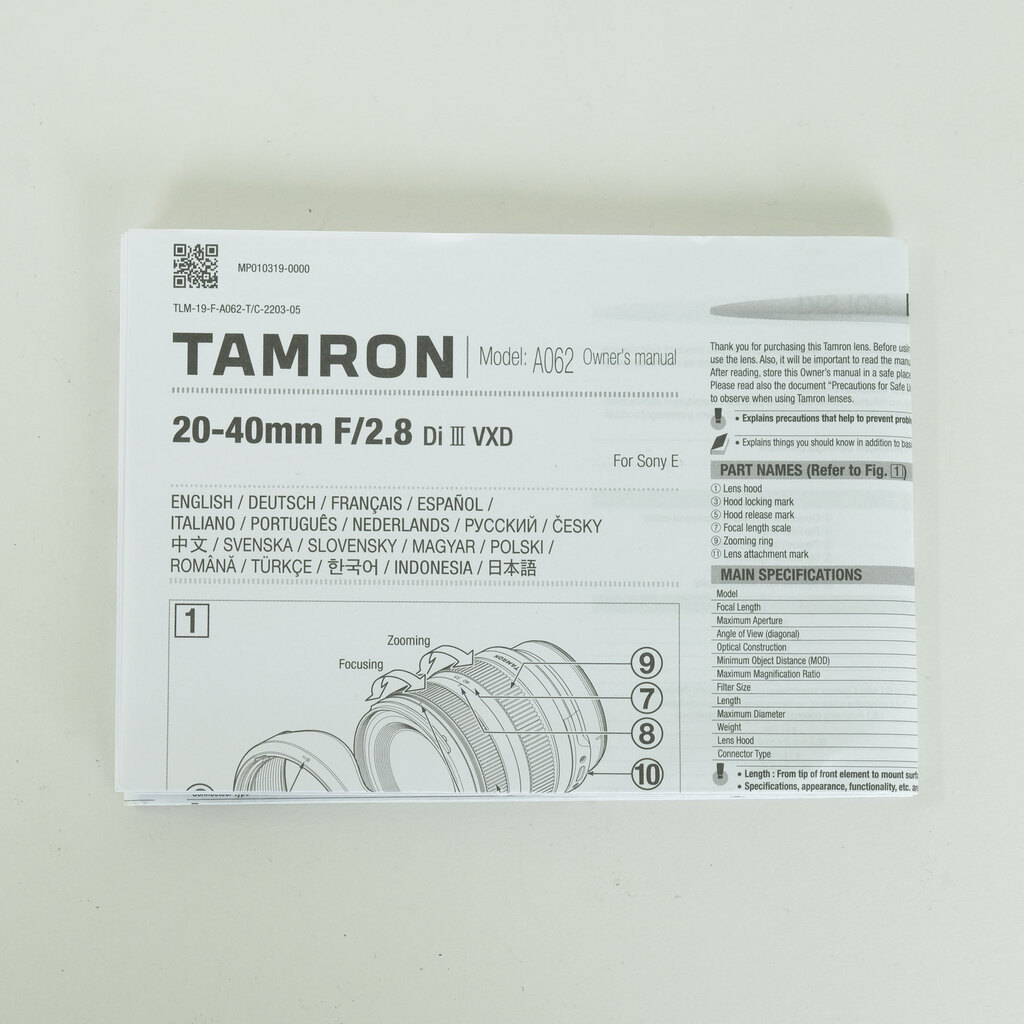 MP010319-0000
TLM-19-F-A062-T/C-2203-05
TAMRON Model: A062 Owner's manual
20-40mm F/2.8 Di III VXD
For Sony E
ENGLISH / DEUTSCH / FRANÇAIS / ESPAÑOL /
ITALIANO / PORTUGUÊS / NEDERLANDS / РУССКИЙ / ČESKY
中文 / SVENSKA / SLOVENSKY / MAGYAR / POLSKI /
ROMÂNĂ / TÜRKÇE / 한국어 / INDONESIA / 日本語
1
Zooming
Focusing
TAMRON
9
7
8
10
Thank you for purchasing this Tamron lens. Before
use the lens. Also, it will be important to read the
After reading, store this Owner's manual in a safe
Please read also the document "Precautions for Safe
to observe when using Tamron lenses.
• Explains precautions that help to prevent
• Explains things you should know in addition to
PART NAMES (Refer to Fig. 1)
① Lens hood
③ Hood locking mark
⑤ Hood release mark
⑦ Focal length scale
⑨ Zooming ring
⑪ Lens attachment mark
MAIN SPECIFICATIONS
Model
Focal Length
Maximum Aperture
Angle of View (diagonal)
Optical Construction
Minimum Object Distance (MOD)
Maximum Magnification Ratio
Filter Size
Length
Maximum Diameter
Weight
Lens Hood
Connector Type
• Length : From tip of front element to mount
• Specifications, appearance, functionality, etc.